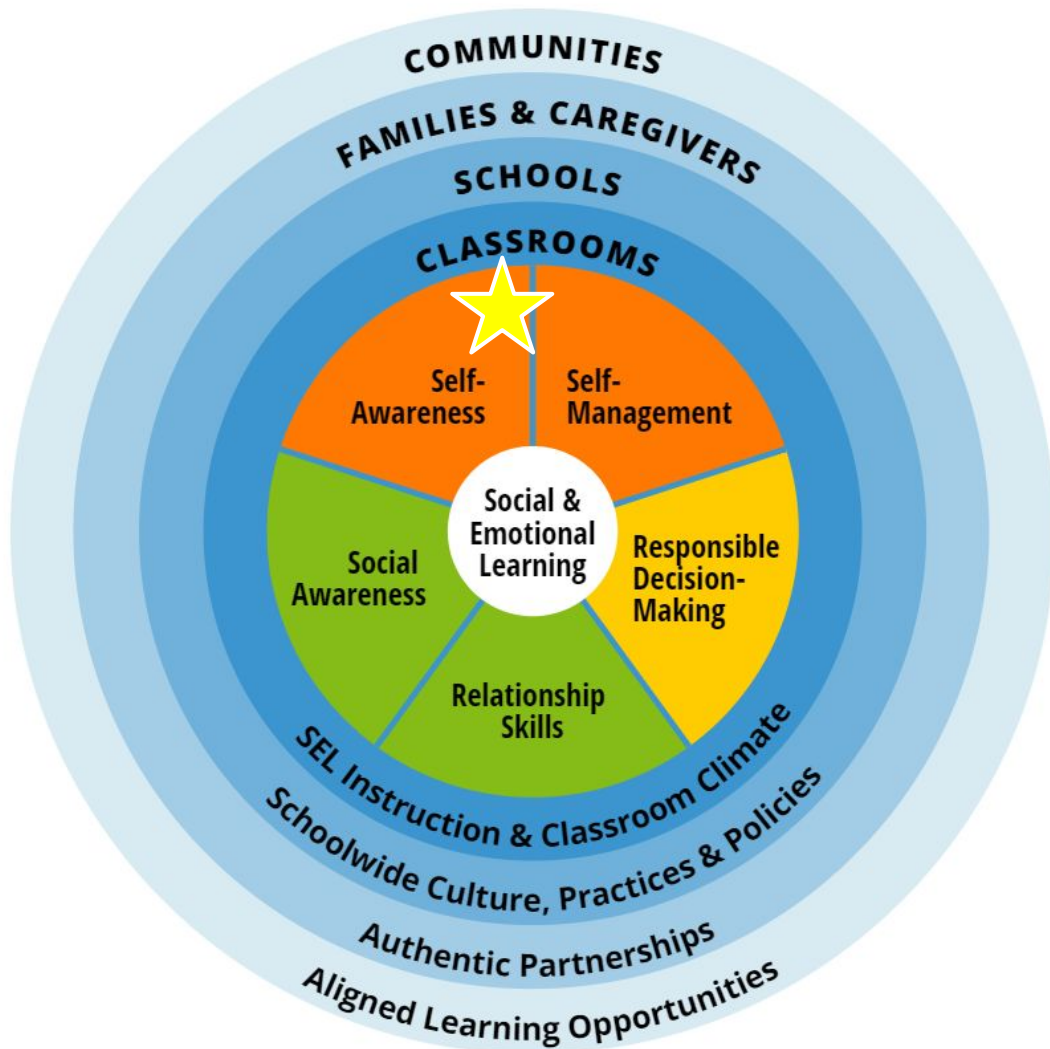 COMMUNITIES
FAMILIES & CAREGIVERS
SCHOOLS
CLASSROOMS
Self-
Awareness
Self-
Management
Social &
Emotional
Learning
Social
Awareness
Responsible
Decision-
Making
Relationship
Skills
SEL Instruction & Classroom Climate
Schoolwide Culture, Practices & Policies
Authentic Partnerships
Aligned Learning Opportunities